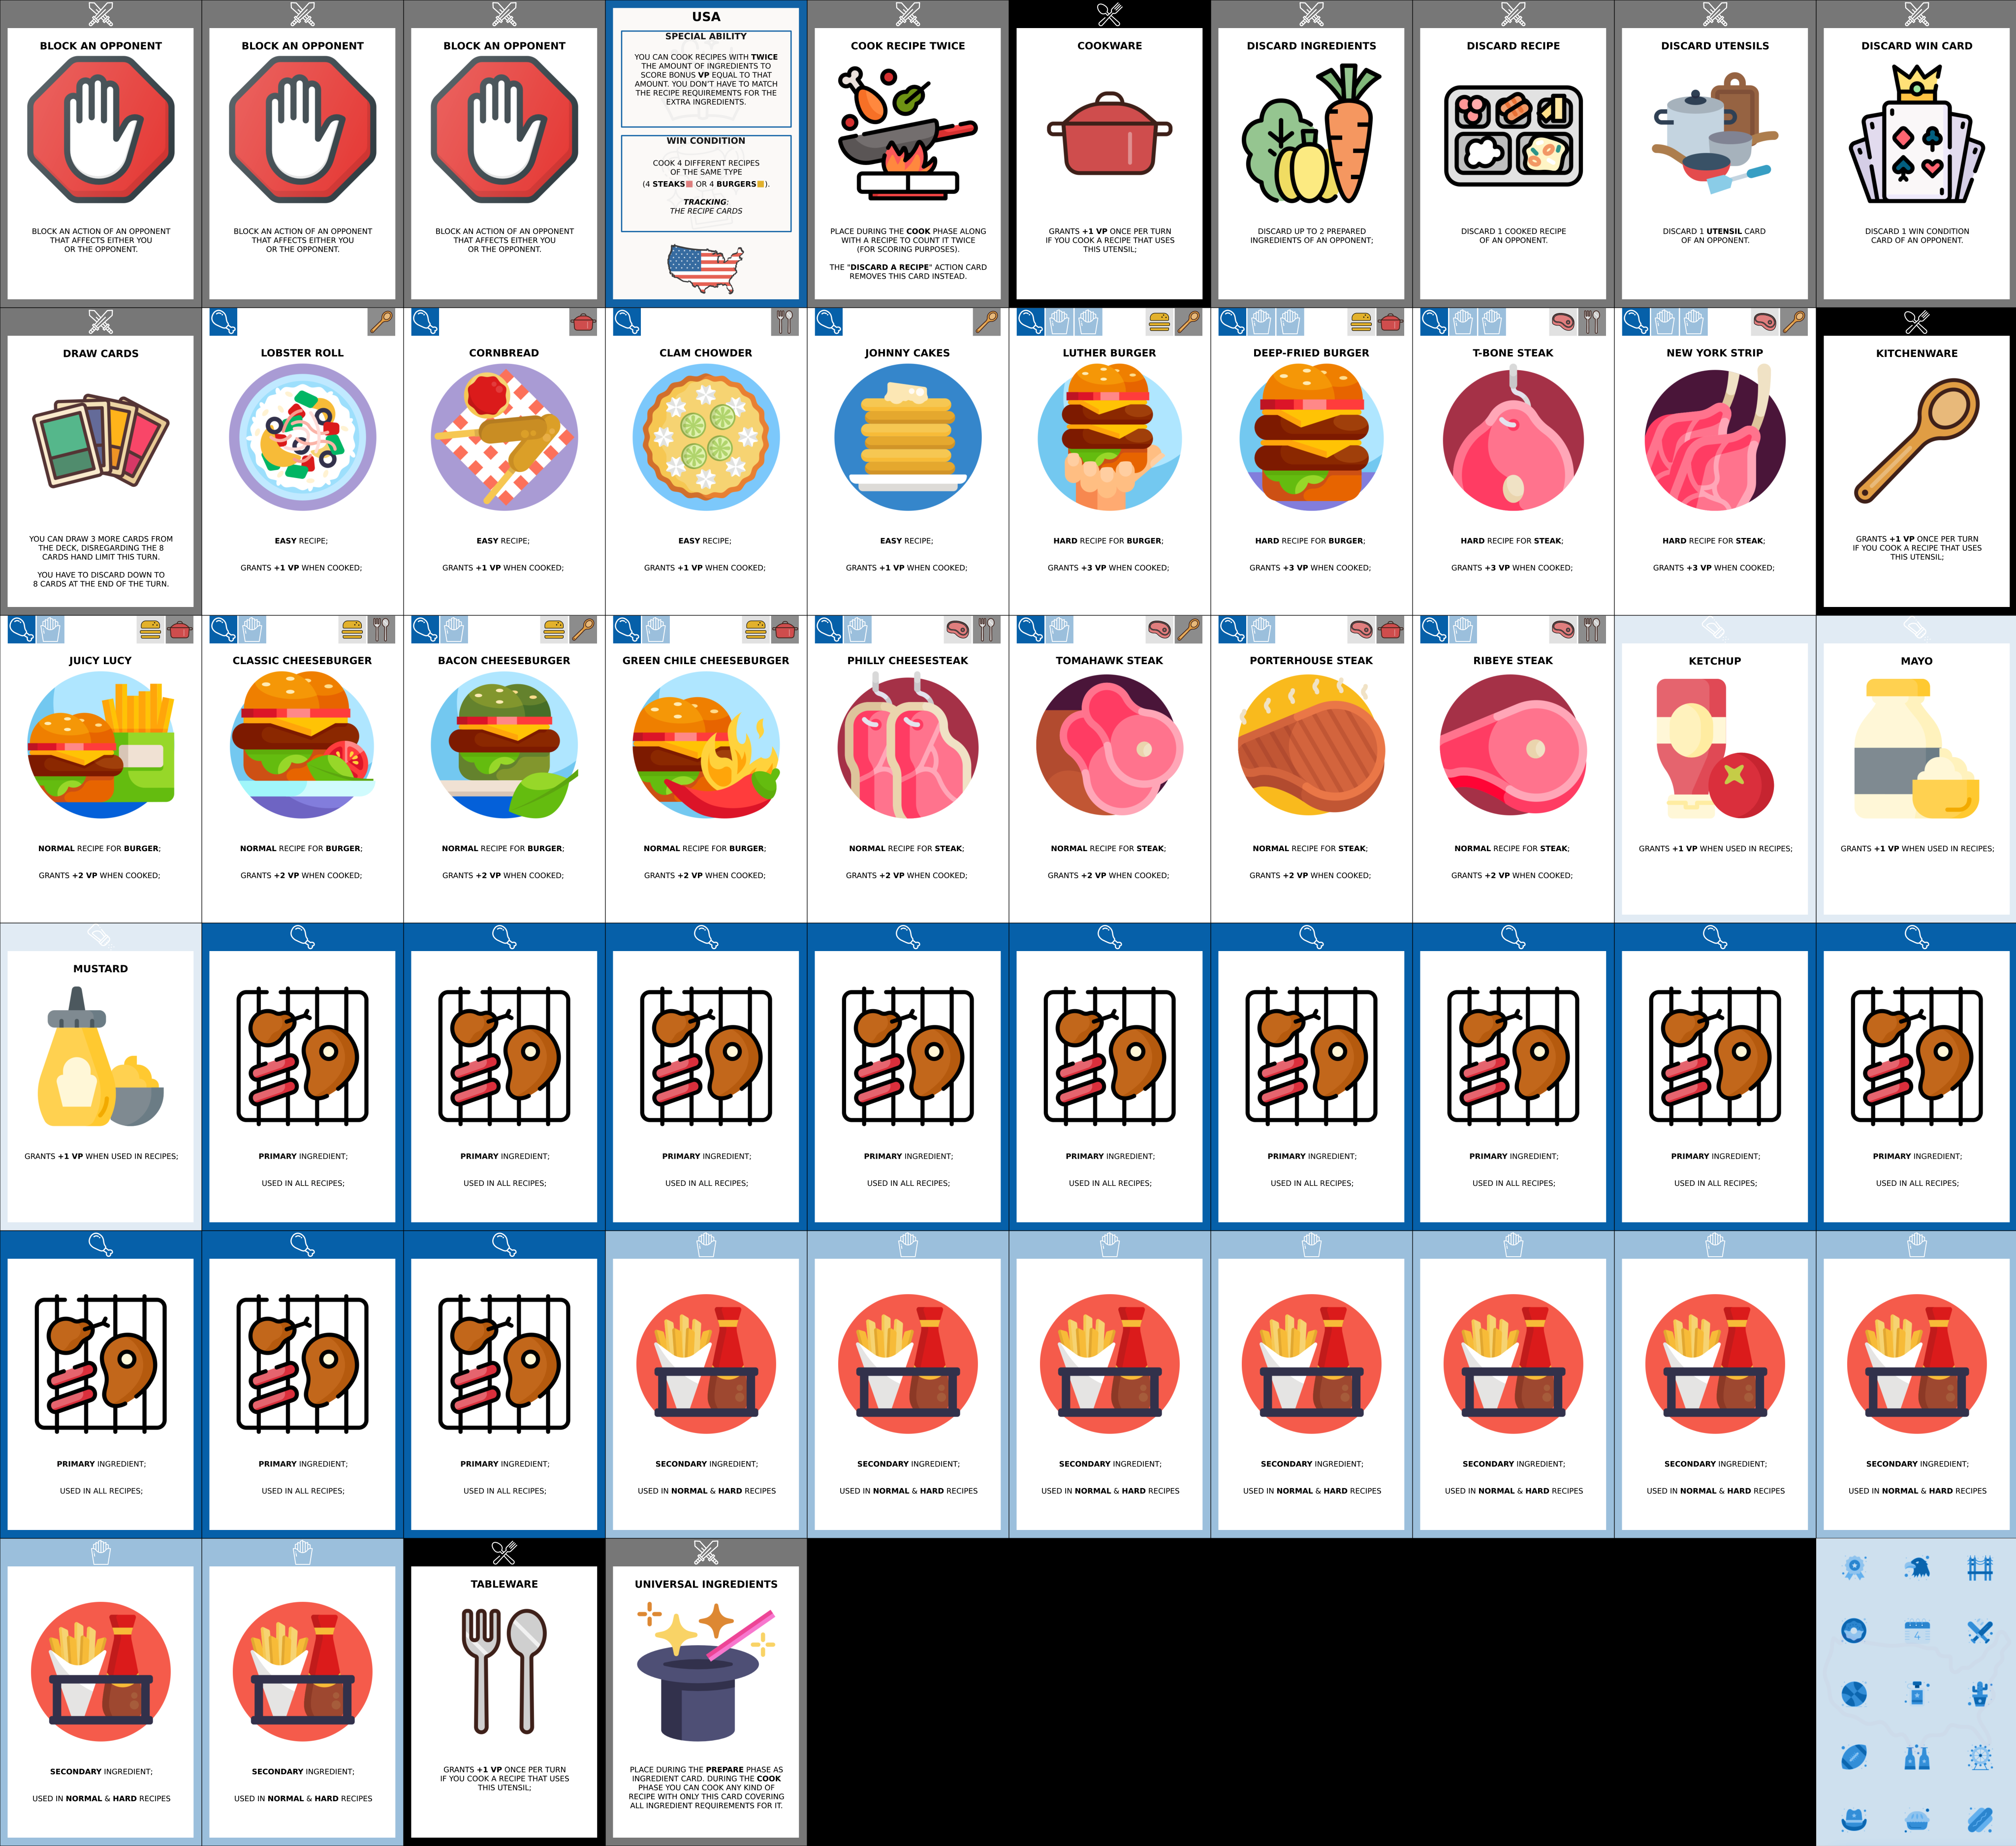 BLOCK AN OPPONENT
BLOCK AN ACTION OF AN OPPONENT
THAT AFFECTS EITHER YOU
OR THE OPPONENT.
BLOCK AN OPPONENT
BLOCK AN ACTION OF AN OPPONENT
THAT AFFECTS EITHER YOU
OR THE OPPONENT.
BLOCK AN OPPONENT
BLOCK AN ACTION OF AN OPPONENT
THAT AFFECTS EITHER YOU
OR THE OPPONENT.
USA
SPECIAL ABILITY
YOU CAN COOK RECIPES WITH TWICE
THE AMOUNT OF INGREDIENTS TO
SCORE BONUS VP EQUAL TO THAT
AMOUNT. YOU DON'T HAVE TO MATCH
THE RECIPE REQUIREMENTS FOR THE
EXTRA INGREDIENTS.
WIN CONDITION
COOK 4 DIFFERENT RECIPES
OF THE SAME TYPE
(4 STEAKS OR 4 BURGERS).
TRACKING:
THE RECIPE CARDS
COOK RECIPE TWICE
PLACE DURING THE COOK PHASE ALONG
WITH A RECIPE TO COUNT IT TWICE
(FOR SCORING PURPOSES).
THE "DISCARD A RECIPE" ACTION CARD
REMOVES THIS CARD INSTEAD.
COOKWARE
GRANTS +1 VP ONCE PER TURN
IF YOU COOK A RECIPE THAT USES
THIS UTENSIL;
DISCARD INGREDIENTS
DISCARD UP TO 2 PREPARED
INGREDIENTS OF AN OPPONENT;
DISCARD RECIPE
DISCARD 1 COOKED RECIPE
OF AN OPPONENT.
DISCARD UTENSILS
DISCARD 1 UTENSIL CARD
OF AN OPPONENT.
DISCARD WIN CARD
DISCARD 1 WIN CONDITION
CARD OF AN OPPONENT.
DRAW CARDS
YOU CAN DRAW 3 MORE CARDS FROM
THE DECK, DISREGARDING THE 8
CARDS HAND LIMIT THIS TURN.
YOU HAVE TO DISCARD DOWN TO
8 CARDS AT THE END OF THE TURN.
LOBSTER ROLL
EASY RECIPE;
GRANTS +1 VP WHEN COOKED;
CORNBREAD
EASY RECIPE;
GRANTS +1 VP WHEN COOKED;
CLAM CHOWDER
EASY RECIPE;
GRANTS +1 VP WHEN COOKED;
JOHNNY CAKES
EASY RECIPE;
GRANTS +1 VP WHEN COOKED;
LUTHER BURGER
HARD RECIPE FOR BURGER;
GRANTS +3 VP WHEN COOKED;
DEEP-FRIED BURGER
HARD RECIPE FOR BURGER;
GRANTS +3 VP WHEN COOKED;
T-BONE STEAK
HARD RECIPE FOR STEAK;
GRANTS +3 VP WHEN COOKED;
NEW YORK STRIP
HARD RECIPE FOR STEAK;
GRANTS +3 VP WHEN COOKED;
KITCHENWARE
GRANTS +1 VP ONCE PER TURN
IF YOU COOK A RECIPE THAT USES
THIS UTENSIL;
JUICY LUCY
NORMAL RECIPE FOR BURGER;
GRANTS +2 VP WHEN COOKED;
CLASSIC CHEESEBURGER
NORMAL RECIPE FOR BURGER;
GRANTS +2 VP WHEN COOKED;
BACON CHEESEBURGER
NORMAL RECIPE FOR BURGER;
GRANTS +2 VP WHEN COOKED;
GREEN CHILE CHEESEBURGER
NORMAL RECIPE FOR BURGER;
GRANTS +2 VP WHEN COOKED;
PHILLY CHEESESTEAK
NORMAL RECIPE FOR STEAK;
GRANTS +2 VP WHEN COOKED;
TOMAHAWK STEAK
NORMAL RECIPE FOR STEAK;
GRANTS +2 VP WHEN COOKED;
PORTERHOUSE STEAK
NORMAL RECIPE FOR STEAK;
GRANTS +2 VP WHEN COOKED;
RIBEYE STEAK
NORMAL RECIPE FOR STEAK;
GRANTS +2 VP WHEN COOKED;
KETCHUP
GRANTS +1 VP WHEN USED IN RECIPES;
MAYO
GRANTS +1 VP WHEN USED IN RECIPES;
MUSTARD
GRANTS +1 VP WHEN USED IN RECIPES;
PRIMARY INGREDIENT;
USED IN ALL RECIPES;
PRIMARY INGREDIENT;
USED IN ALL RECIPES;
PRIMARY INGREDIENT;
USED IN ALL RECIPES;
PRIMARY INGREDIENT;
USED IN ALL RECIPES;
PRIMARY INGREDIENT;
USED IN ALL RECIPES;
PRIMARY INGREDIENT;
USED IN ALL RECIPES;
PRIMARY INGREDIENT;
USED IN ALL RECIPES;
PRIMARY INGREDIENT;
USED IN ALL RECIPES;
PRIMARY INGREDIENT;
USED IN ALL RECIPES;
PRIMARY INGREDIENT;
USED IN ALL RECIPES;
PRIMARY INGREDIENT;
USED IN ALL RECIPES;
PRIMARY INGREDIENT;
USED IN ALL RECIPES;
SECONDARY INGREDIENT;
USED IN NORMAL & HARD RECIPES
SECONDARY INGREDIENT;
USED IN NORMAL & HARD RECIPES
SECONDARY INGREDIENT;
USED IN NORMAL & HARD RECIPES
SECONDARY INGREDIENT;
USED IN NORMAL & HARD RECIPES
SECONDARY INGREDIENT;
USED IN NORMAL & HARD RECIPES
SECONDARY INGREDIENT;
USED IN NORMAL & HARD RECIPES
SECONDARY INGREDIENT;
USED IN NORMAL & HARD RECIPES
SECONDARY INGREDIENT;
USED IN NORMAL & HARD RECIPES
SECONDARY INGREDIENT;
USED IN NORMAL & HARD RECIPES
TABLEWARE
GRANTS +1 VP ONCE PER TURN
IF YOU COOK A RECIPE THAT USES
THIS UTENSIL;
UNIVERSAL INGREDIENTS
PLACE DURING THE PREPARE PHASE AS
INGREDIENT CARD. DURING THE COOK
PHASE YOU CAN COOK ANY KIND OF
RECIPE WITH ONLY THIS CARD COVERING
ALL INGREDIENT REQUIREMENTS FOR IT.
4